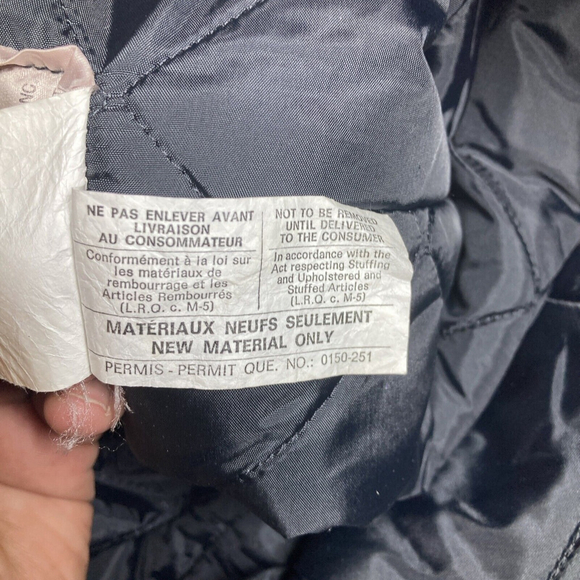 NG
NE PAS ENLEVER AVANT
LIVRAISON
AU CONSOMMATEUR
Conformément à la loi sur
les matériaux de
rembourrage et les
Articles Rembourrés
(L.R.Q. c. M-5)
NOT TO BE REMOVED
UNTIL DELIVERED
TO THE CONSUMER
In accordance with the
Act respecting Stuffing
and Upholstered and
Stuffed Articles
(L.R.Q. c. M-5)
MATÉRIAUX NEUFS SEULEMENT
NEW MATERIAL ONLY
PERMIS - PERMIT QUE. NO.: 0150-251